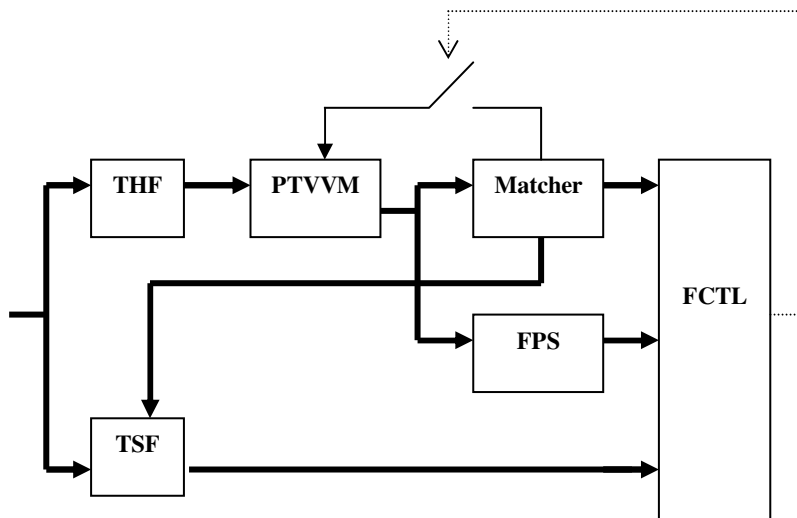 THF
PTVVM
Matcher
FCTL
FPS
TSF